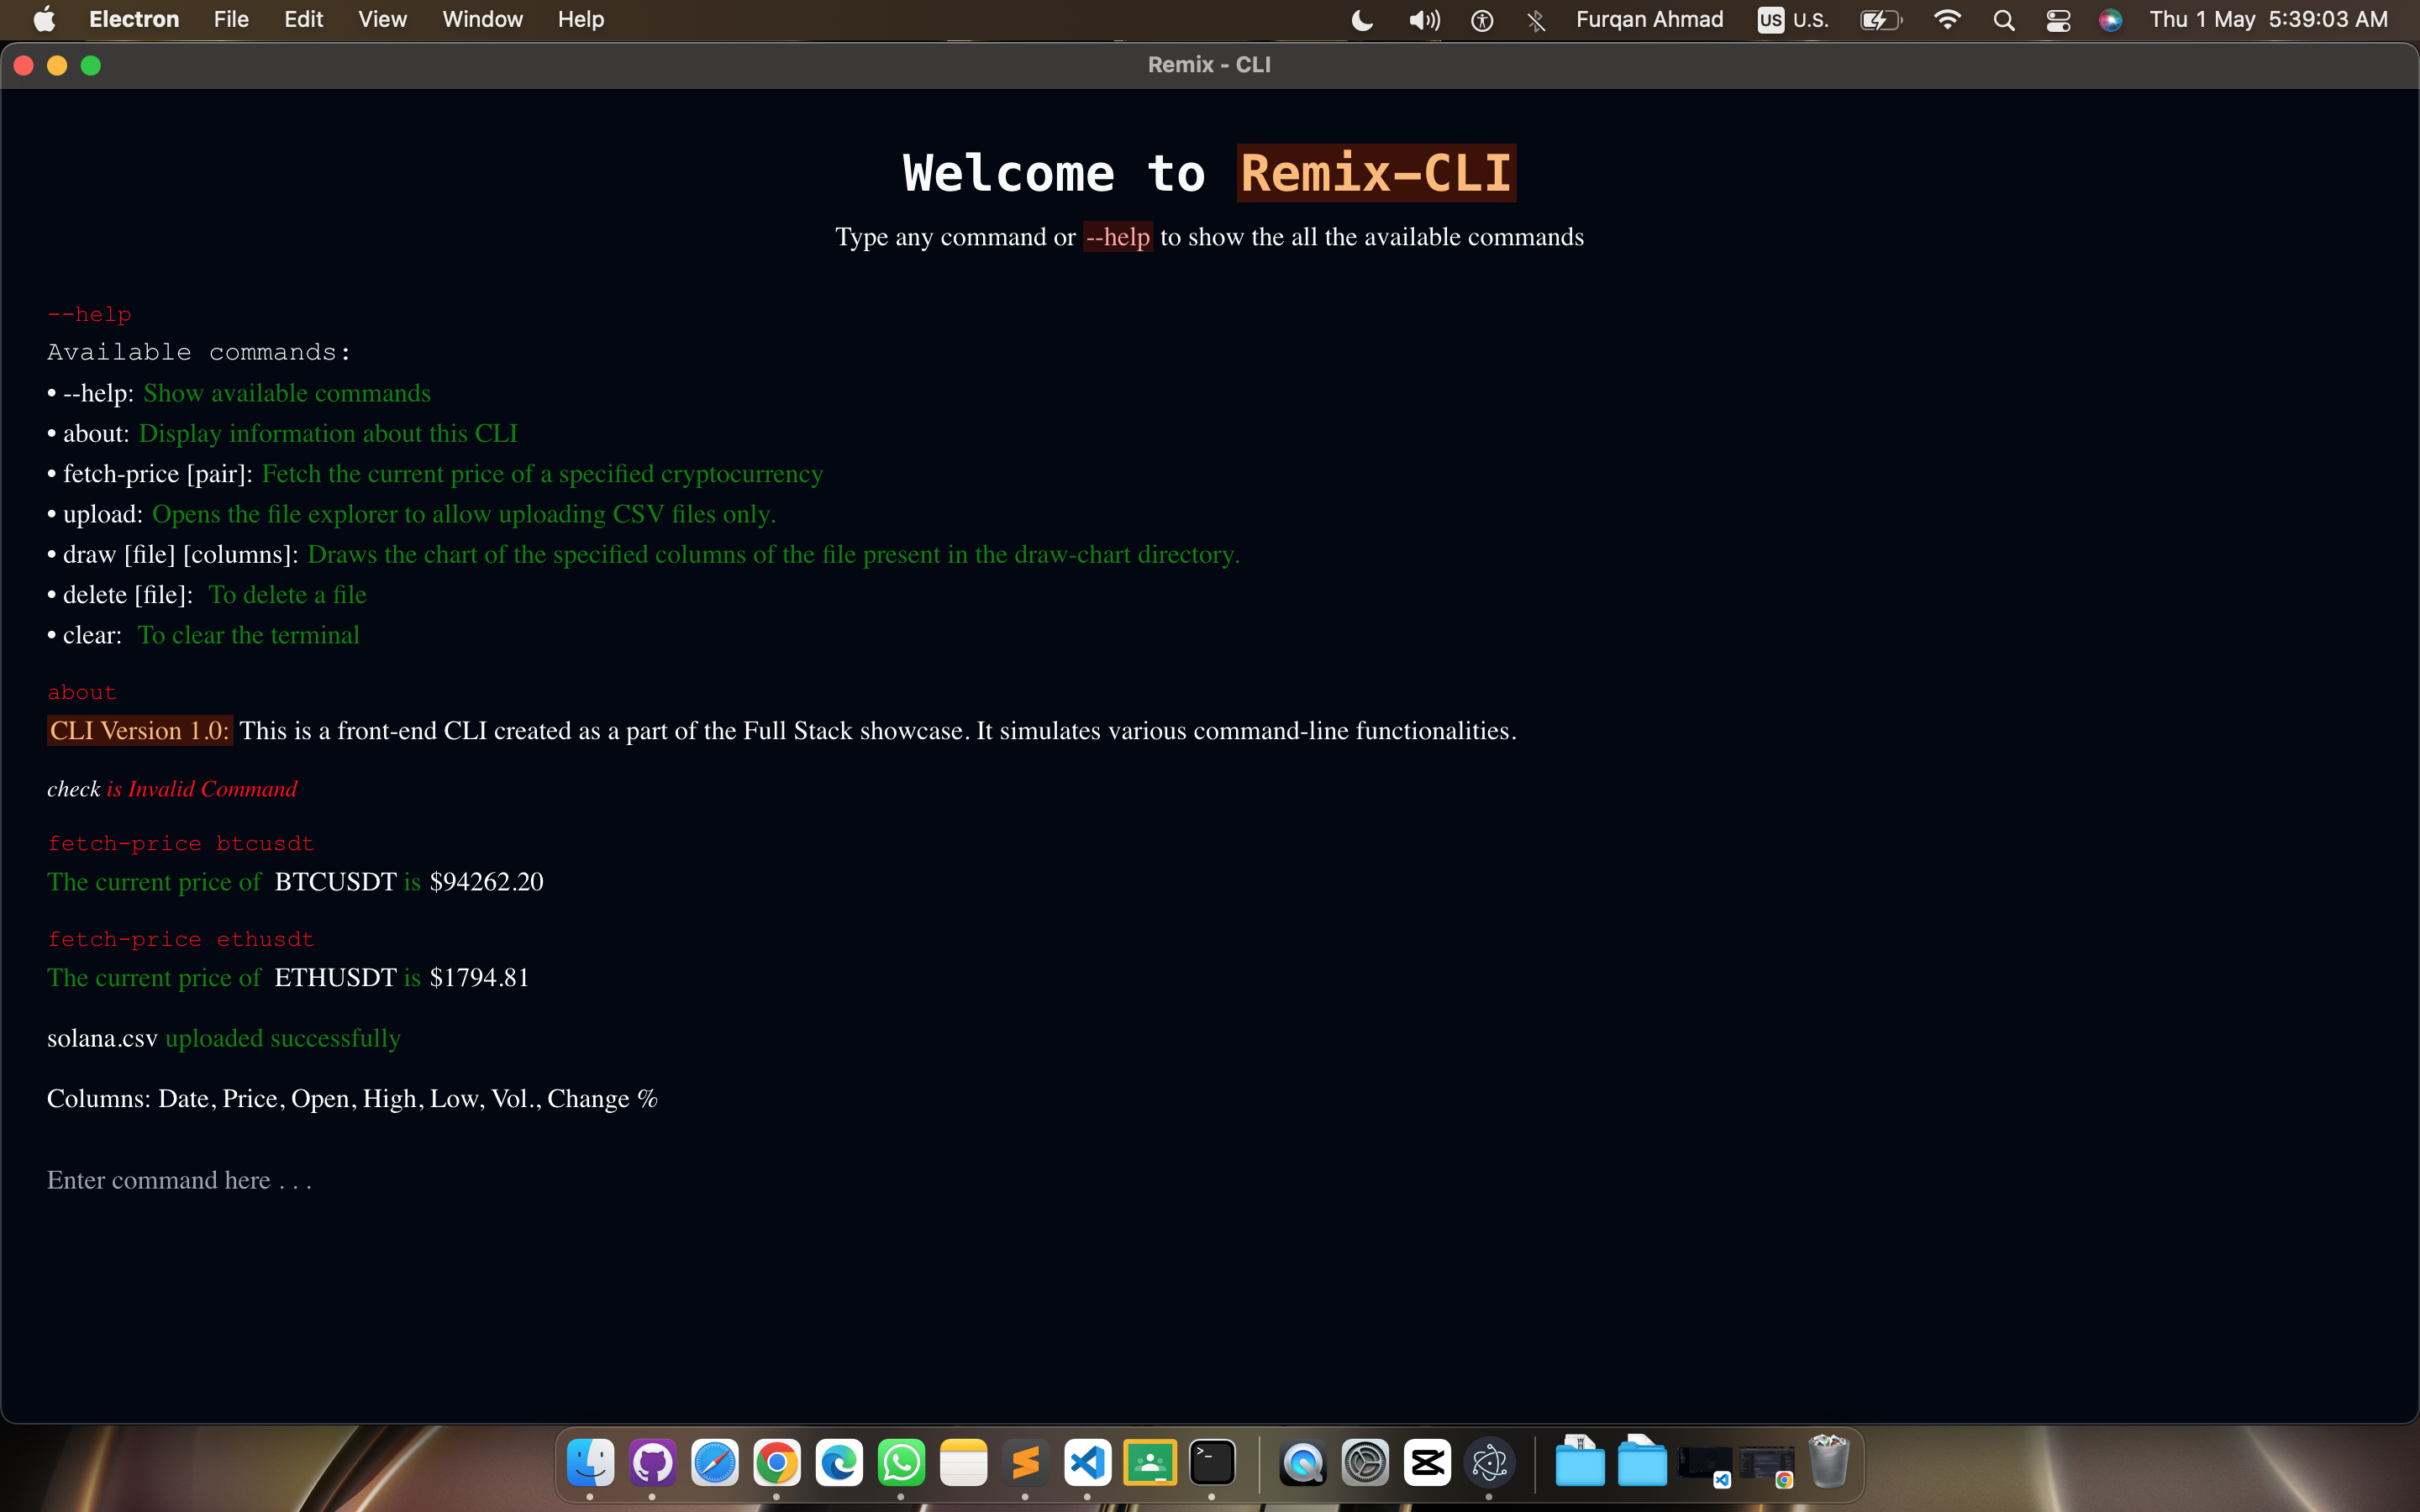 Electron File Edit View Window Help Furqan Ahmad US U.S. Thu 1 May 5:39:03 AM
Remix - CLI
Welcome to Remix-CLI
Type any command or --help to show the all the available commands
--help
Available commands:
• --help: Show available commands
• about: Display information about this CLI
• fetch-price [pair]: Fetch the current price of a specified cryptocurrency
• upload: Opens the file explorer to allow uploading CSV files only.
• draw [file] [columns]: Draws the chart of the specified columns of the file present in the draw-chart directory.
• delete [file]: To delete a file
• clear: To clear the terminal
about
CLI Version 1.0: This is a front-end CLI created as a part of the Full Stack showcase. It simulates various command-line functionalities.
check is Invalid Command
fetch-price btcusdt
The current price of BTCUSDT is $94262.20
fetch-price ethusdt
The current price of ETHUSDT is $1794.81
solana.csv uploaded successfully
Columns: Date, Price, Open, High, Low, Vol., Change %
Enter command here . . .